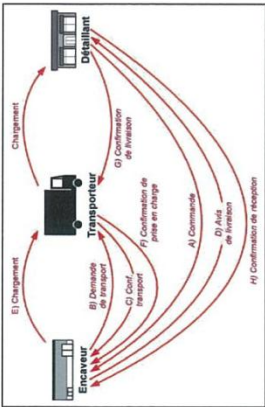 E) Chargement
Chargement
Encaveur
Transporteur
Détaillant
B) Demande
de transport
C) Conf.
transport
G) Confirmation
de livraison
F) Confirmation de
prise en charge
A) Commande
D) Avis
de livraison
H) Confirmation de réception